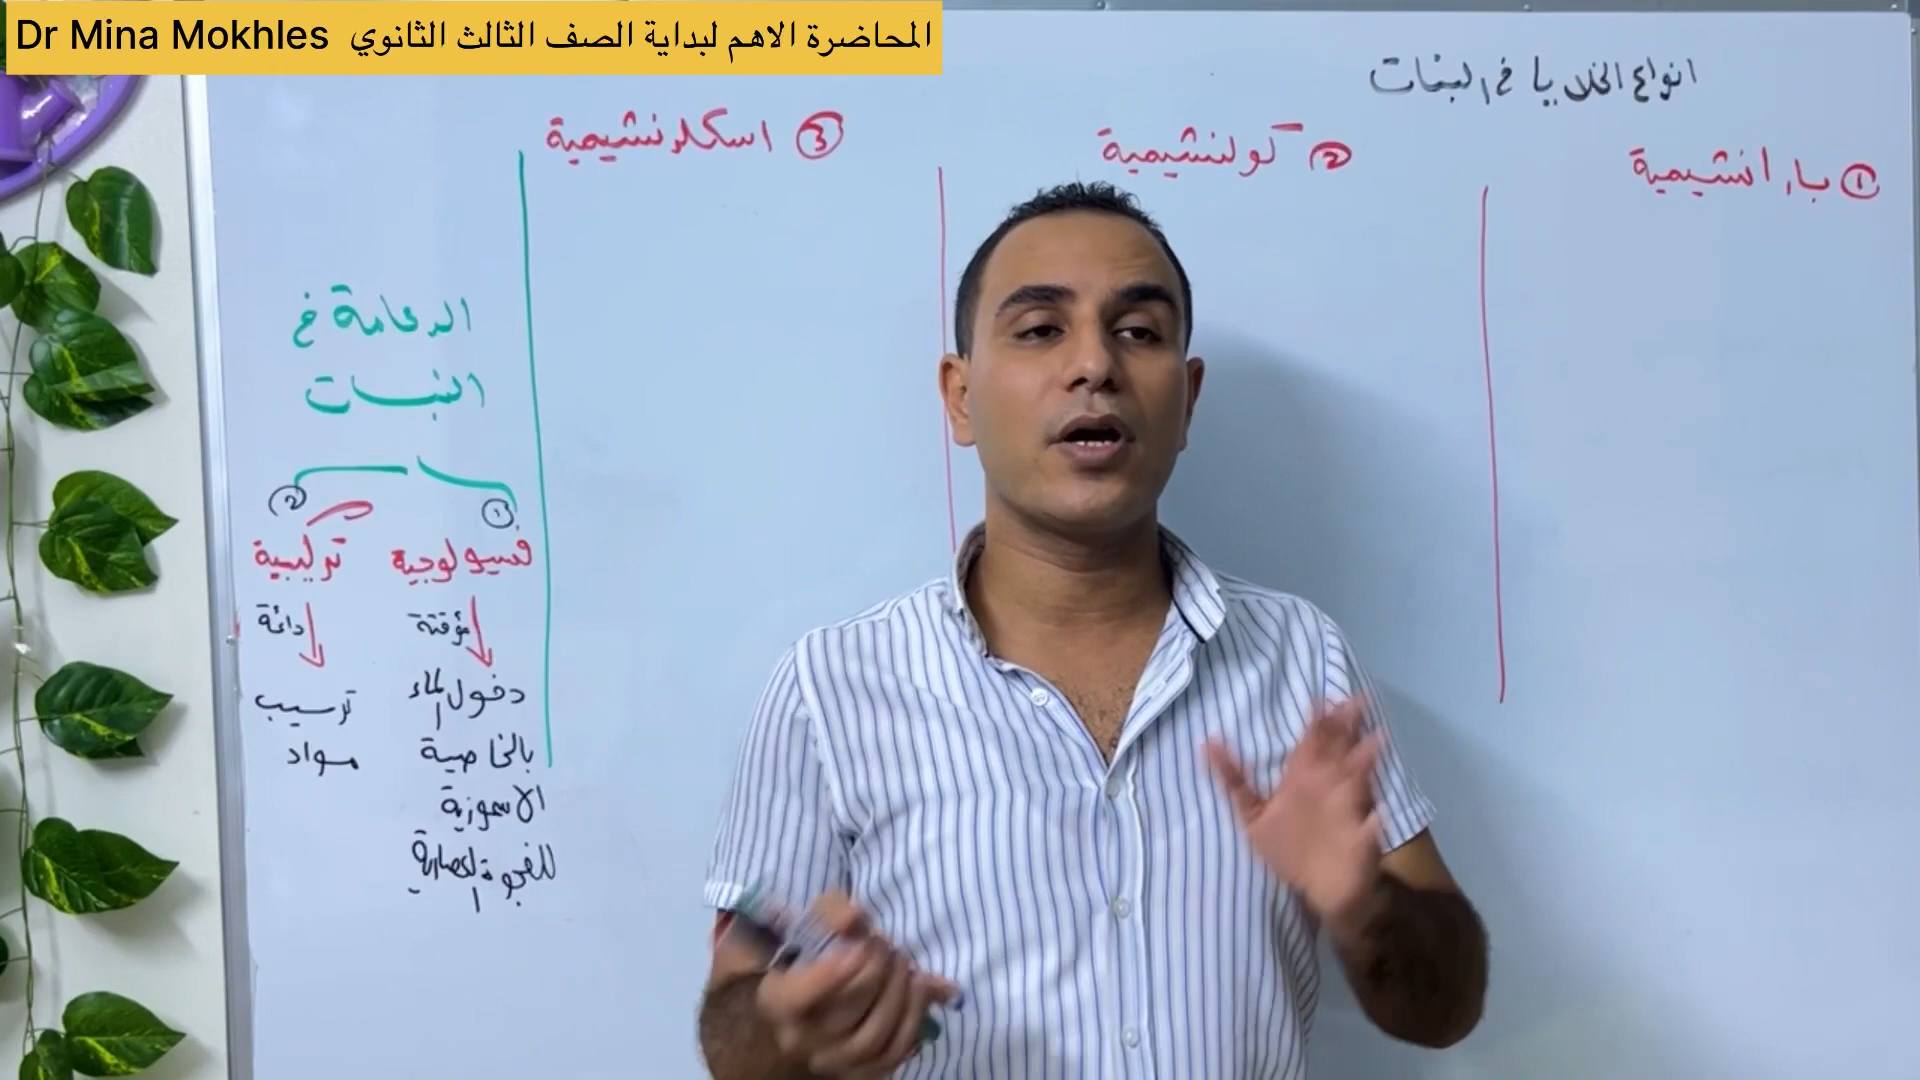 Dr Mina Mokhles المحاضرة الاهم لبداية الصف الثالث الثانوي
انواع الخلايا في النبات
① بارانشيمية
② كولنشيمية
③ اسكلرنشيمية
الدعامة في
النبات
①
فسيولوجية
مؤقتة
دخول الماء
بالخاصية
الاسموزية
للفجوة العصارية
②
تركيبية
دائمة
ترسيب
مواد